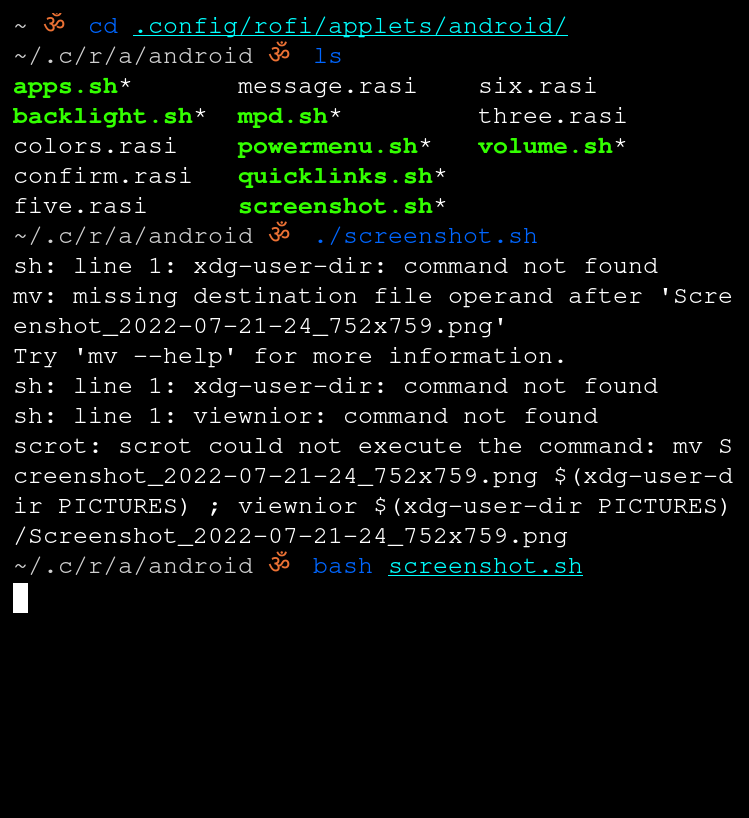 ~ ॐ cd .config/rofi/applets/android/
~/.c/r/a/android ॐ ls
apps.sh* message.rasi six.rasi
backlight.sh* mpd.sh* three.rasi
colors.rasi powermenu.sh* volume.sh*
confirm.rasi quicklinks.sh*
five.rasi screenshot.sh*
~/.c/r/a/android ॐ ./screenshot.sh
sh: line 1: xdg-user-dir: command not found
mv: missing destination file operand after 'Scre
enshot_2022-07-21-24_752x759.png'
Try 'mv --help' for more information.
sh: line 1: xdg-user-dir: command not found
sh: line 1: viewnior: command not found
scrot: scrot could not execute the command: mv S
creenshot_2022-07-21-24_752x759.png $(xdg-user-d
ir PICTURES) ; viewnior $(xdg-user-dir PICTURES)
/Screenshot_2022-07-21-24_752x759.png
~/.c/r/a/android ॐ bash screenshot.sh